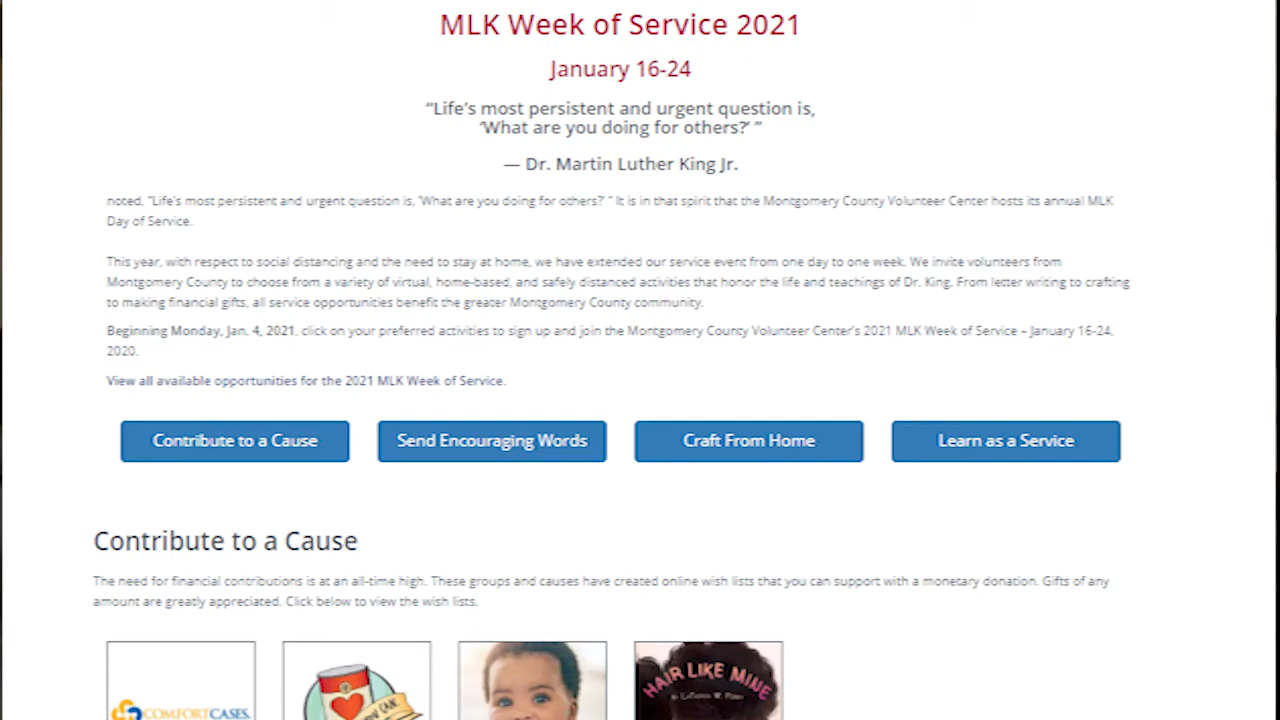 MLK Week of Service 2021
January 16-24
“Life’s most persistent and urgent question is,
‘What are you doing for others?’ ”
— Dr. Martin Luther King Jr.
noted, “Life’s most persistent and urgent question is, ‘What are you doing for others?’ ” It is in that spirit that the Montgomery County Volunteer Center hosts its annual MLK
Day of Service.
This year, with respect to social distancing and the need to stay at home, we have extended our service event from one day to one week. We invite volunteers from
Montgomery County to choose from a variety of virtual, home-based, and safely distanced activities that honor the life and teachings of Dr. King. From letter writing to crafting
to making financial gifts, all service opportunities benefit the greater Montgomery County community.
Beginning Monday, Jan. 4, 2021, click on your preferred activities to sign up and join the Montgomery County Volunteer Center’s 2021 MLK Week of Service – January 16-24,
2020.
View all available opportunities for the 2021 MLK Week of Service.
Contribute to a Cause
Send Encouraging Words
Craft From Home
Learn as a Service
Contribute to a Cause
The need for financial contributions is at an all-time high. These groups and causes have created online wish lists that you can support with a monetary donation. Gifts of any
amount are greatly appreciated. Click below to view the wish lists.
COMFORTCASES.
CAN.
HAIR LIKE MINE